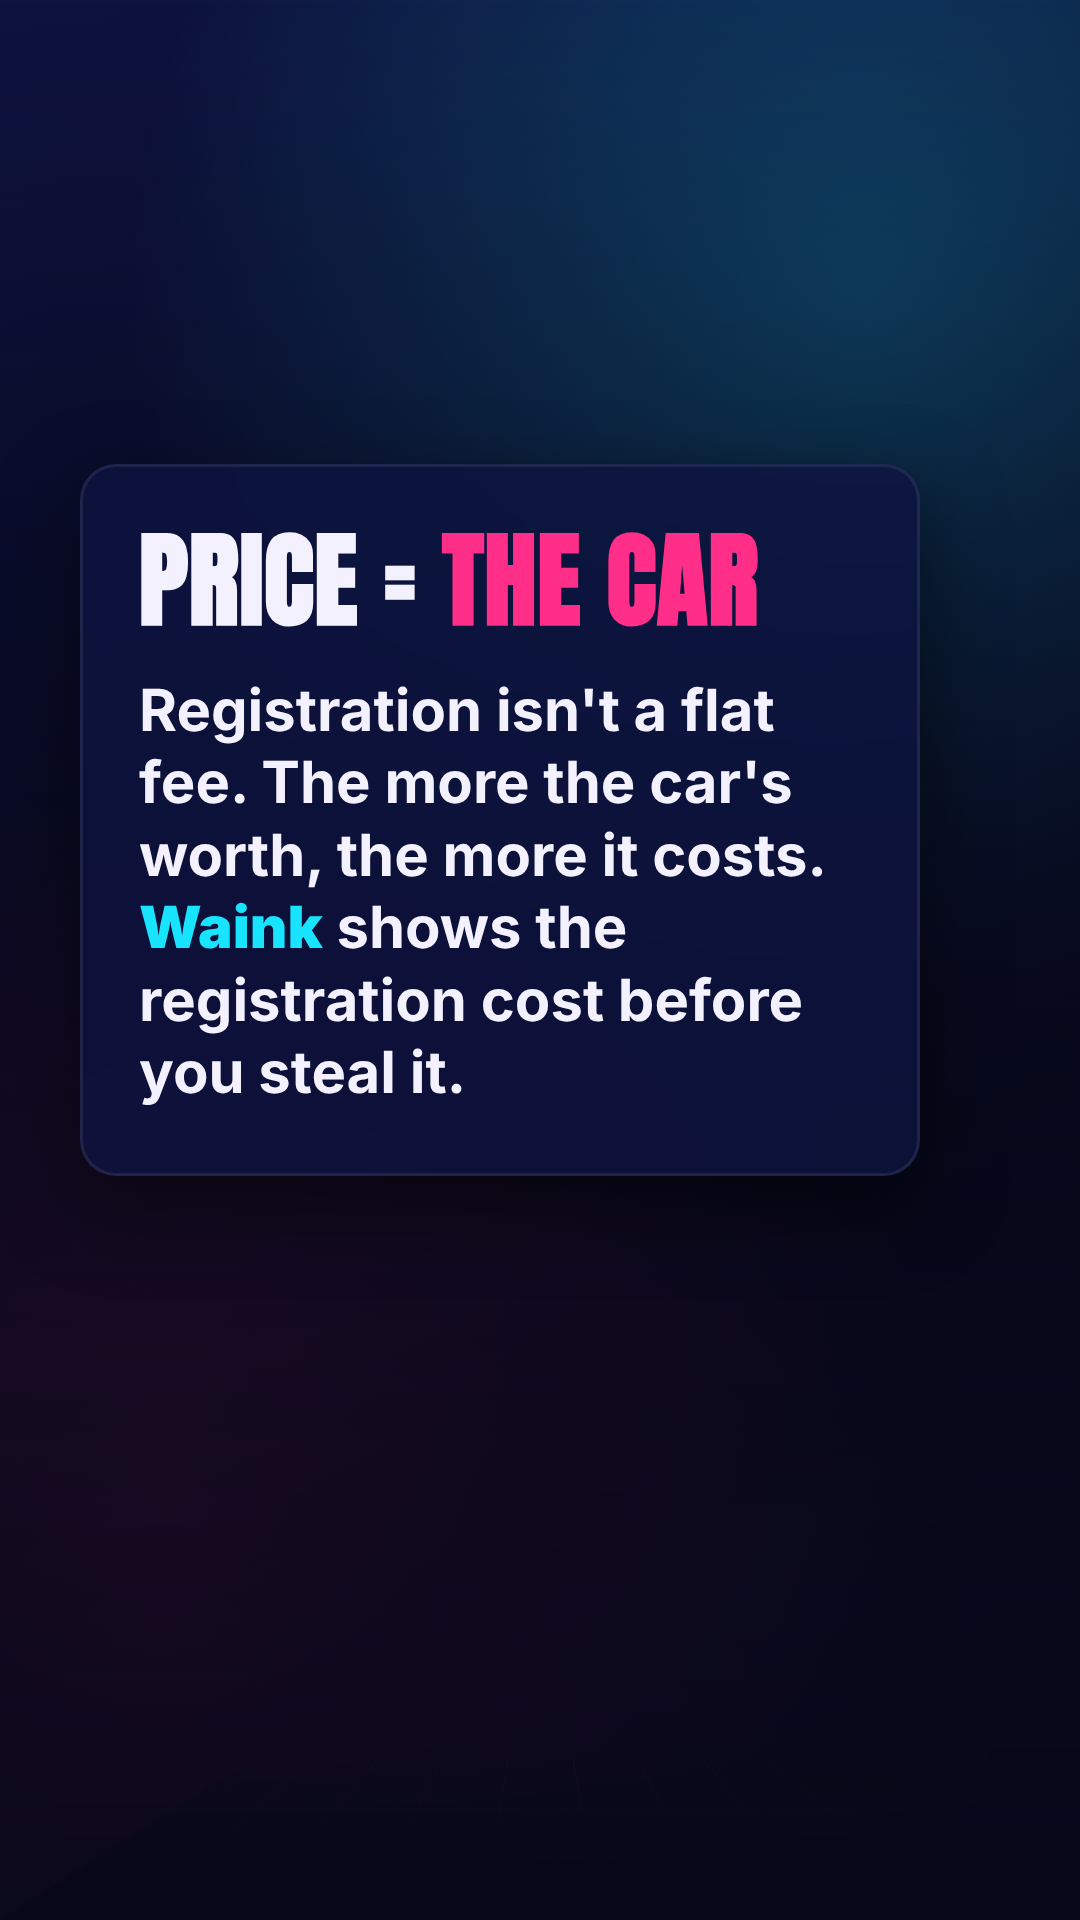 PRICE = THE CAR
Registration isn't a flat
fee. The more the car's
worth, the more it costs.
Waink shows the
registration cost before
you steal it.